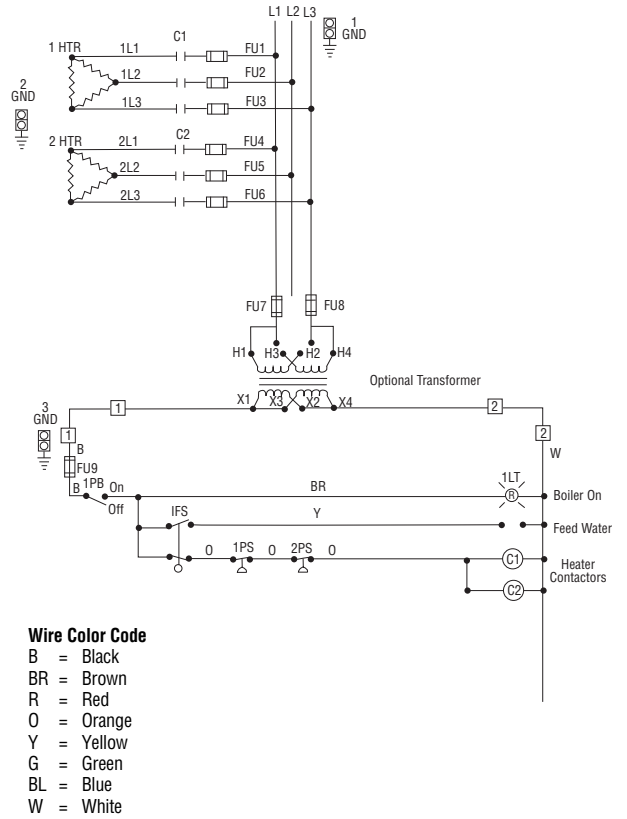 L1 L2 L3
1
GND
C1
1 HTR 1L1 FU1
1L2 FU2
1L3 FU3
2
GND
2 HTR 2L1 C2 FU4
2L2 FU5
2L3 FU6
FU7 FU8
H1 H3 H2 H4
Optional Transformer
X1 X3 X2 X4
3
GND
1 2
1 2
B W
FU9
B 1PB On BR 1LT R Boiler On
Off
IFS Y Feed Water
O 1PS O 2PS O C1 Heater
Contactors
C2
Wire Color Code
B = Black
BR = Brown
R = Red
O = Orange
Y = Yellow
G = Green
BL = Blue
W = White